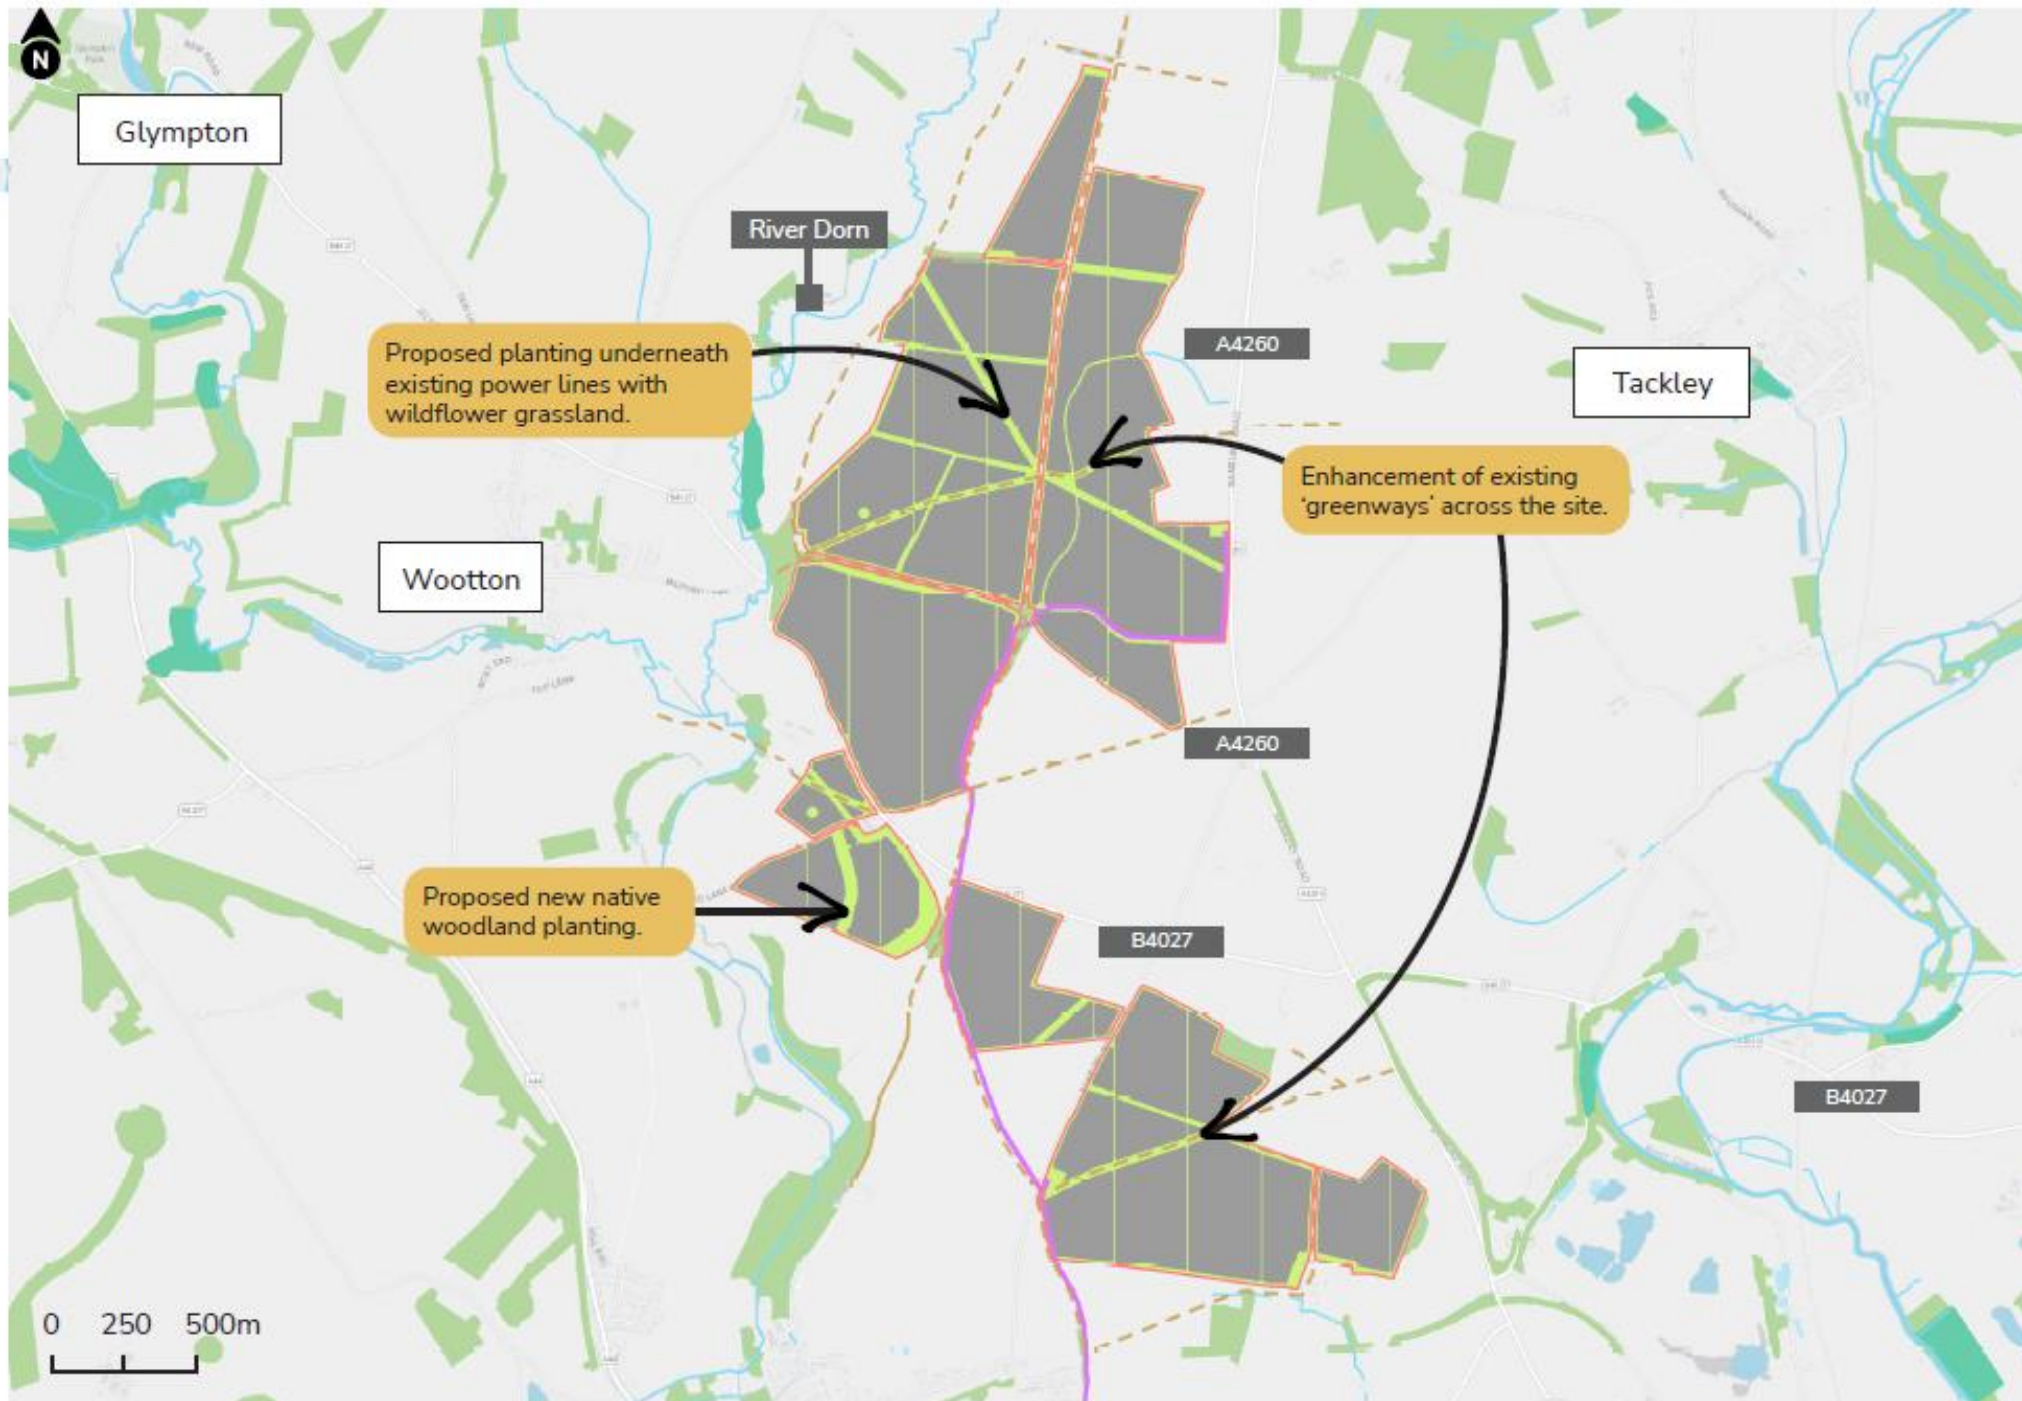 N
Glympton
River Dorn
Proposed planting underneath
existing power lines with
wildflower grassland.
A4260
Tackley
Enhancement of existing
‘greenways’ across the site.
Wootton
A4260
Proposed new native
woodland planting.
B4027
B4027
0 250 500m